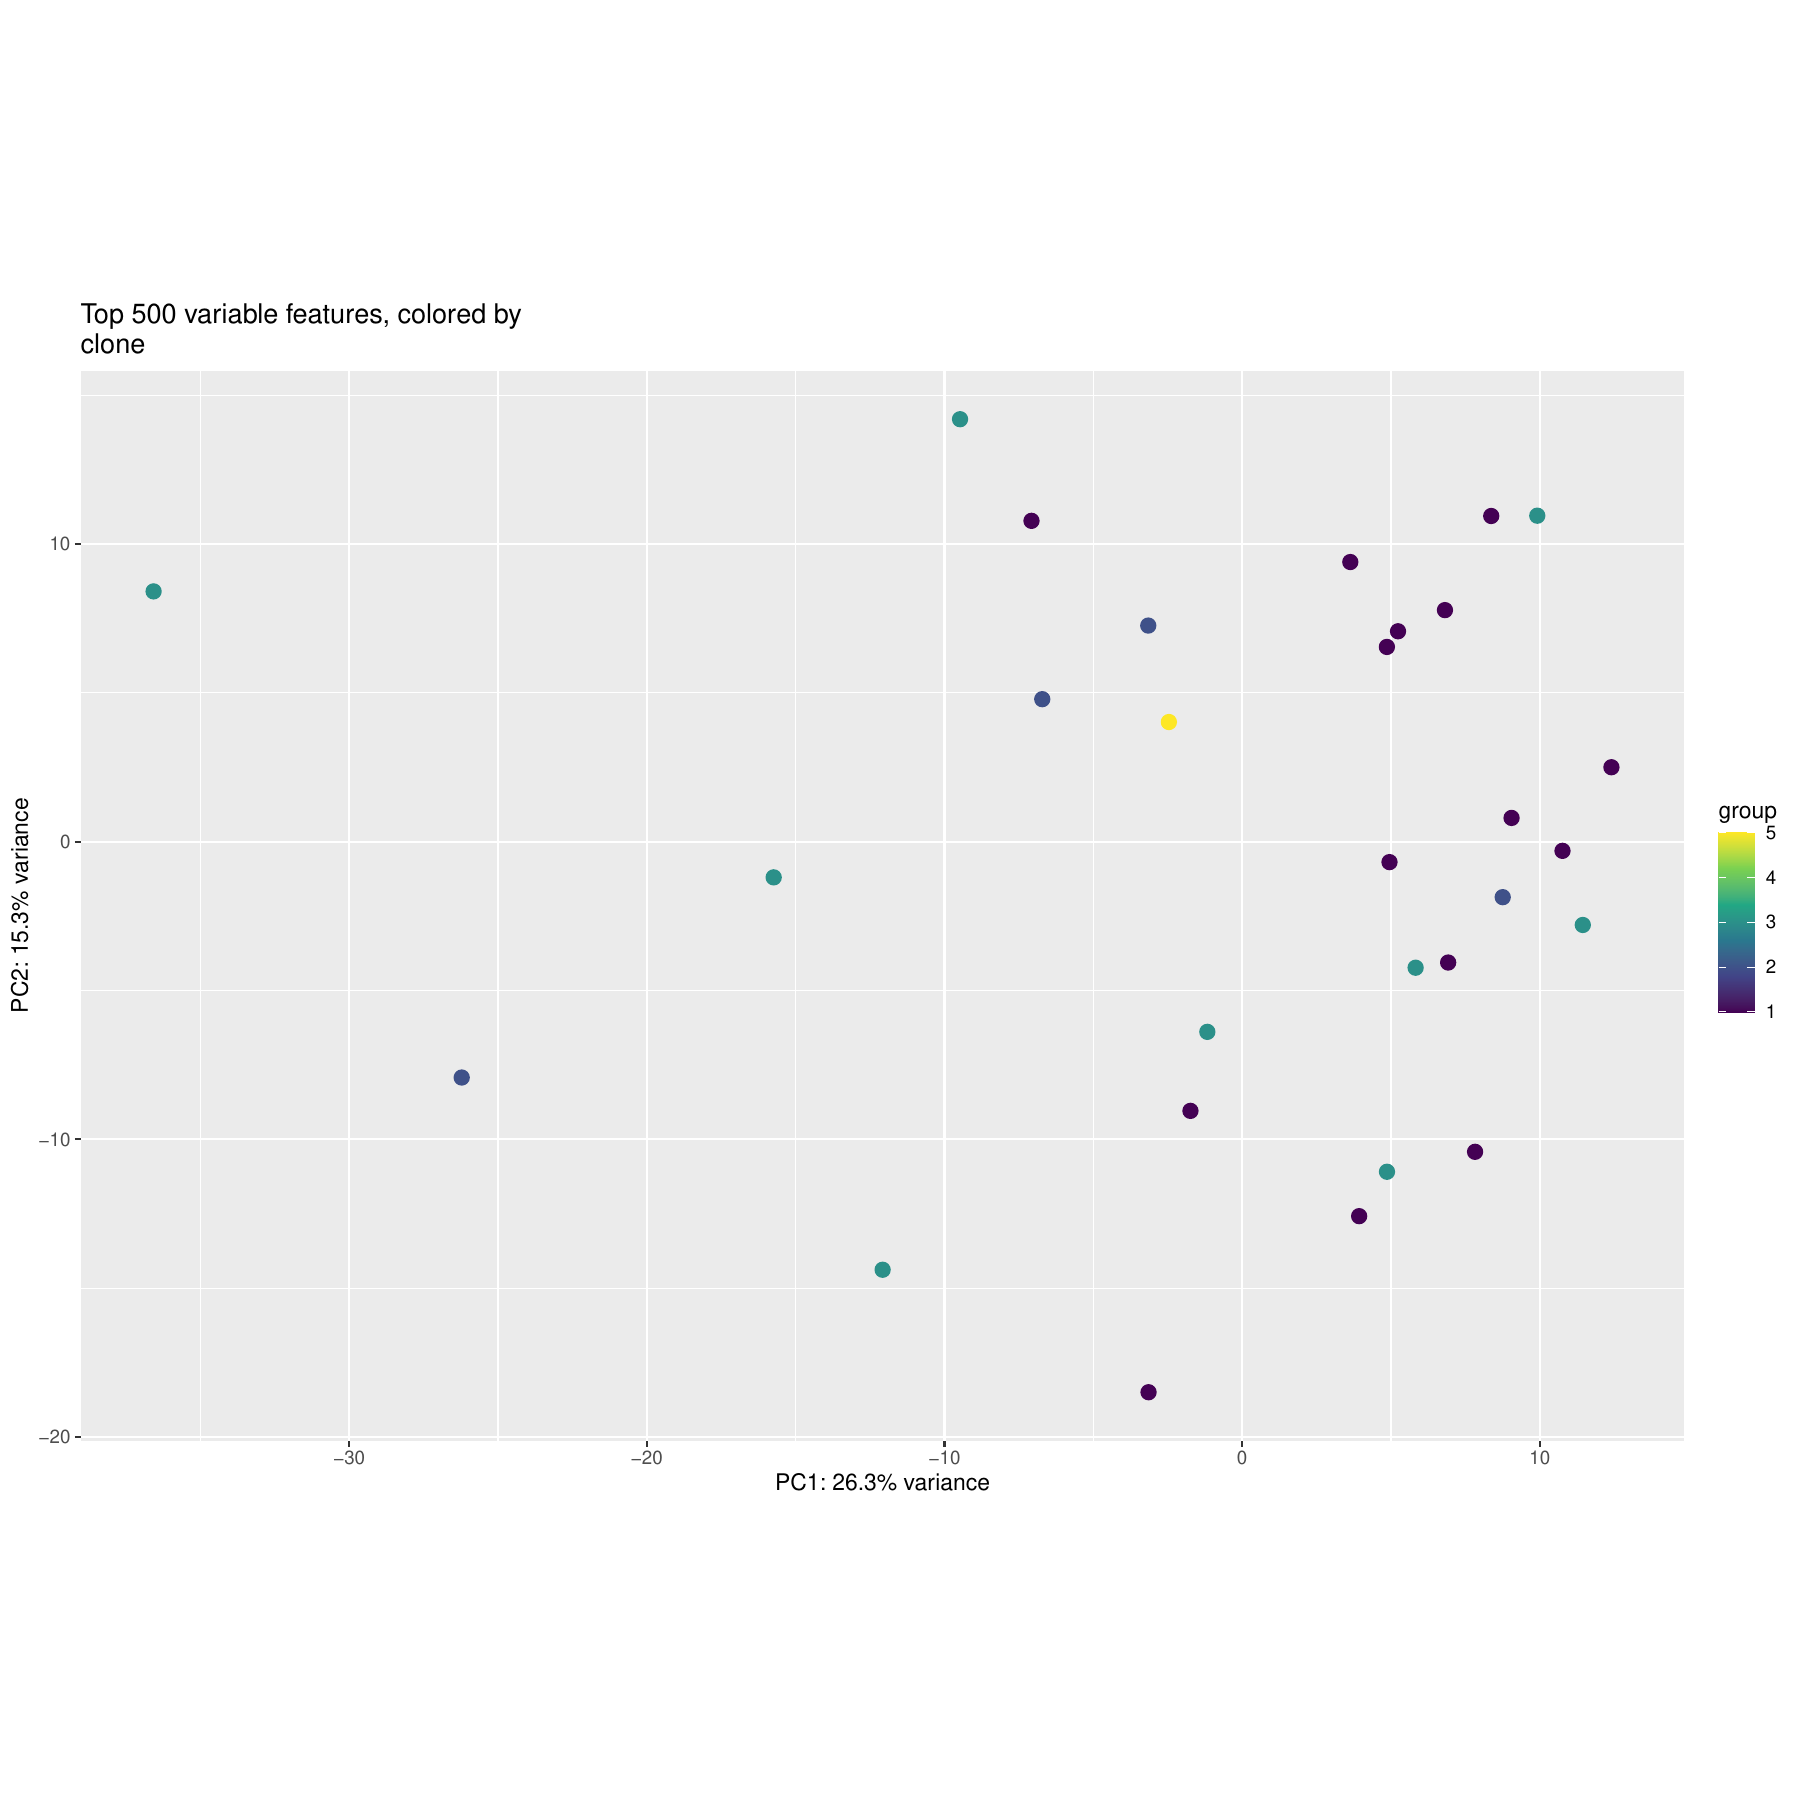 Top 500 variable features, colored by
clone
PC2: 15.3% variance
10
0
−10
−20
−30
−20
−10
0
10
PC1: 26.3% variance
group
5
4
3
2
1